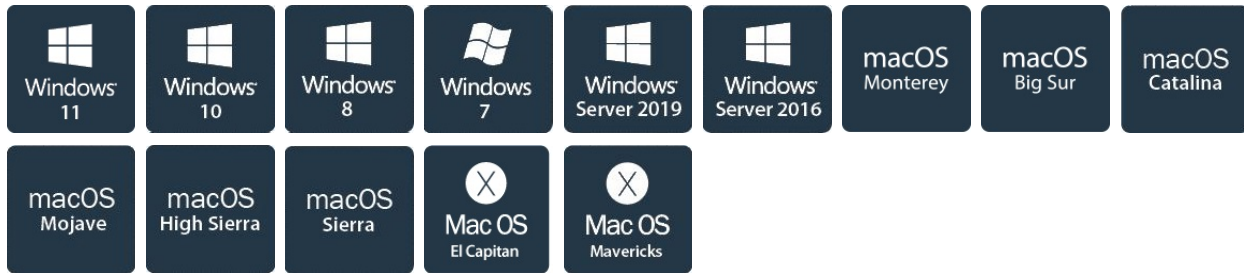 Windows
11
Windows
10
Windows
8
Windows
7
Windows
Server 2019
Windows
Server 2016
macOS
Monterey
macOS
Big Sur
macOS
Catalina
macOS
Mojave
macOS
High Sierra
macOS
Sierra
X
Mac OS
El Capitan
X
Mac OS
Mavericks